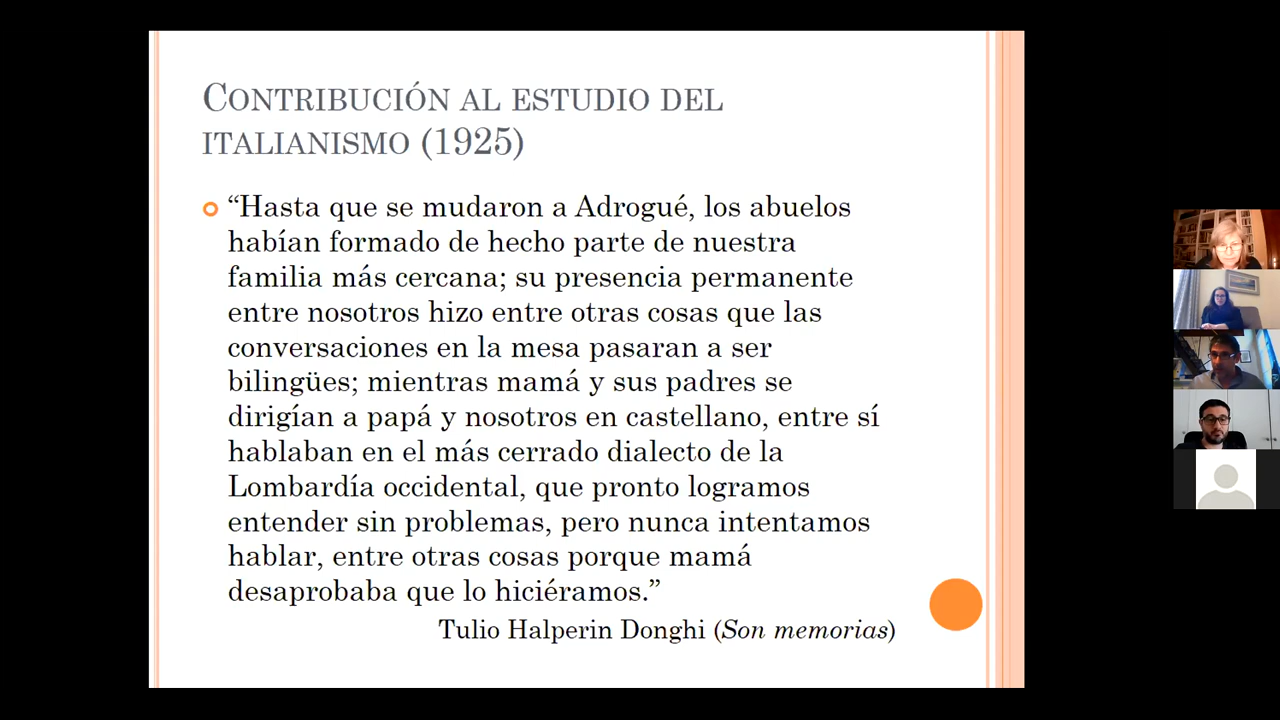 CONTRIBUCIÓN AL ESTUDIO DEL
ITALIANISMO (1925)
“Hasta que se mudaron a Adrogué, los abuelos
habían formado de hecho parte de nuestra
familia más cercana; su presencia permanente
entre nosotros hizo entre otras cosas que las
conversaciones en la mesa pasaran a ser
bilingües; mientras mamá y sus padres se
dirigían a papá y nosotros en castellano, entre sí
hablaban en el más cerrado dialecto de la
Lombardía occidental, que pronto logramos
entender sin problemas, pero nunca intentamos
hablar, entre otras cosas porque mamá
desaprobaba que lo hiciéramos.”
Tulio Halperin Donghi (Son memorias)